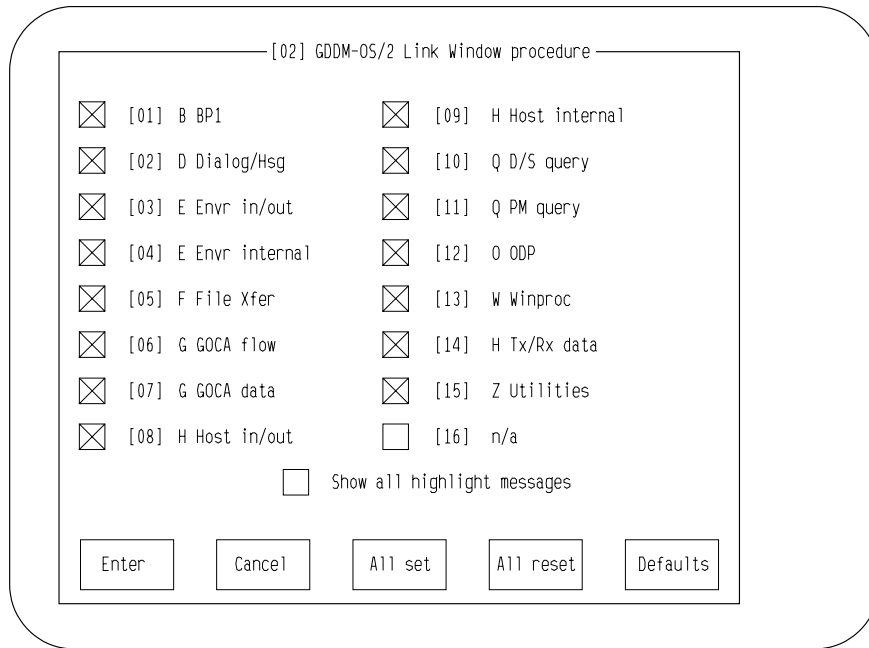 [02] GDDM-OS/2 Link Window procedure
[01] B BP1
[09] H Host internal
[02] D Dialog/Hsg
[10] Q D/S query
[03] E Envr in/out
[11] Q PM query
[04] E Envr internal
[12] O ODP
[05] F File Xfer
[13] W Winproc
[06] G GOCA flow
[14] H Tx/Rx data
[07] G GOCA data
[15] Z Utilities
[08] H Host in/out
[16] n/a
Show all highlight messages
Enter
Cancel
All set
All reset
Defaults